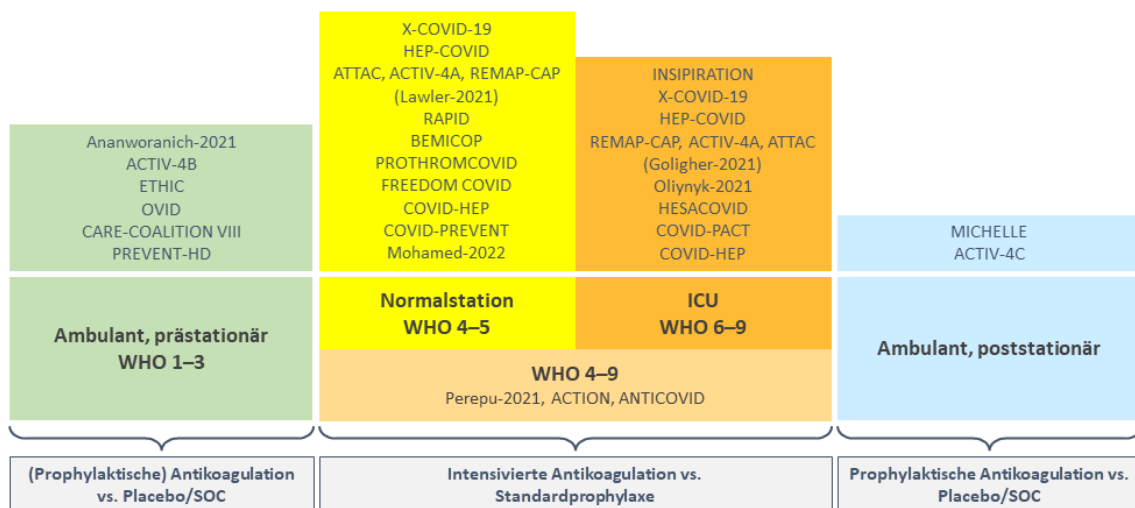 Ananworanich-2021
ACTIV-4B
ETHIC
OVID
CARE-COALITION VIII
PREVENT-HD
Ambulant, prästationär
WHO 1–3
(Prophylaktische) Antikoagulation
vs. Placebo/SOC
X-COVID-19
HEP-COVID
ATTAC, ACTIV-4A, REMAP-CAP
(Lawler-2021)
RAPID
BEMICOP
PROTHROMCOVID
FREEDOM COVID
COVID-HEP
COVID-PREVENT
Mohamed-2022
Normalstation
WHO 4–5
INSIPIRATION
X-COVID-19
HEP-COVID
REMAP-CAP, ACTIV-4A, ATTAC
(Goligher-2021)
Oliynyk-2021
HESACOVID
COVID-PACT
COVID-HEP
ICU
WHO 6–9
WHO 4–9
Perepu-2021, ACTION, ANTICOVID
Intensivierte Antikoagulation vs.
Standardprophylaxe
MICHELLE
ACTIV-4C
Ambulant, poststationär
Prophylaktische Antikoagulation vs.
Placebo/SOC